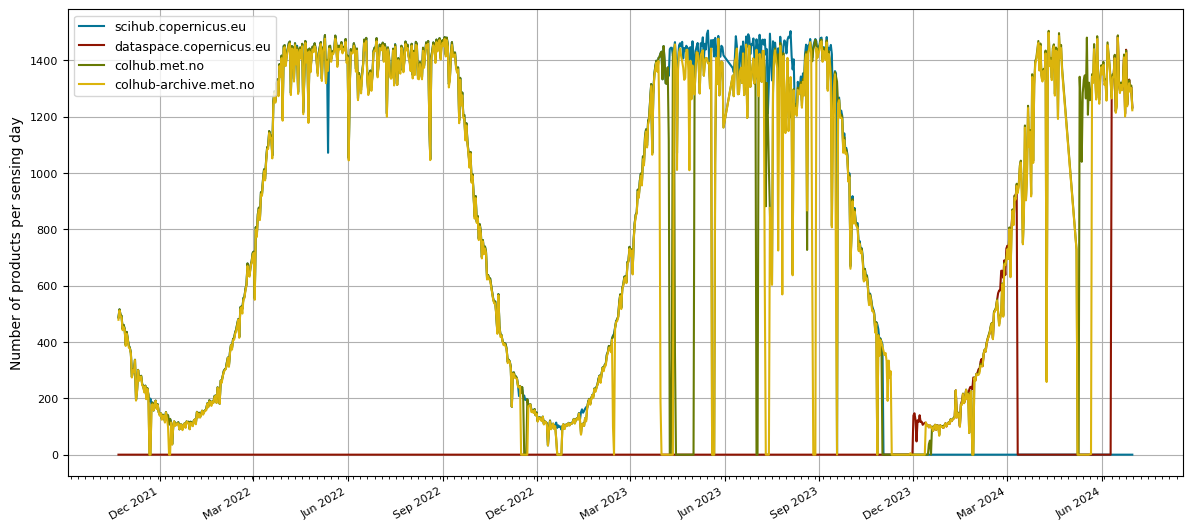 scihub.copernicus.eu
dataspace.copernicus.eu
colhub.met.no
colhub-archive.met.no
Number of products per sensing day
1400
1200
1000
800
600
400
200
0
Dec 2021
Mar 2022
Jun 2022
Sep 2022
Dec 2022
Mar 2023
Jun 2023
Sep 2023
Dec 2023
Mar 2024
Jun 2024